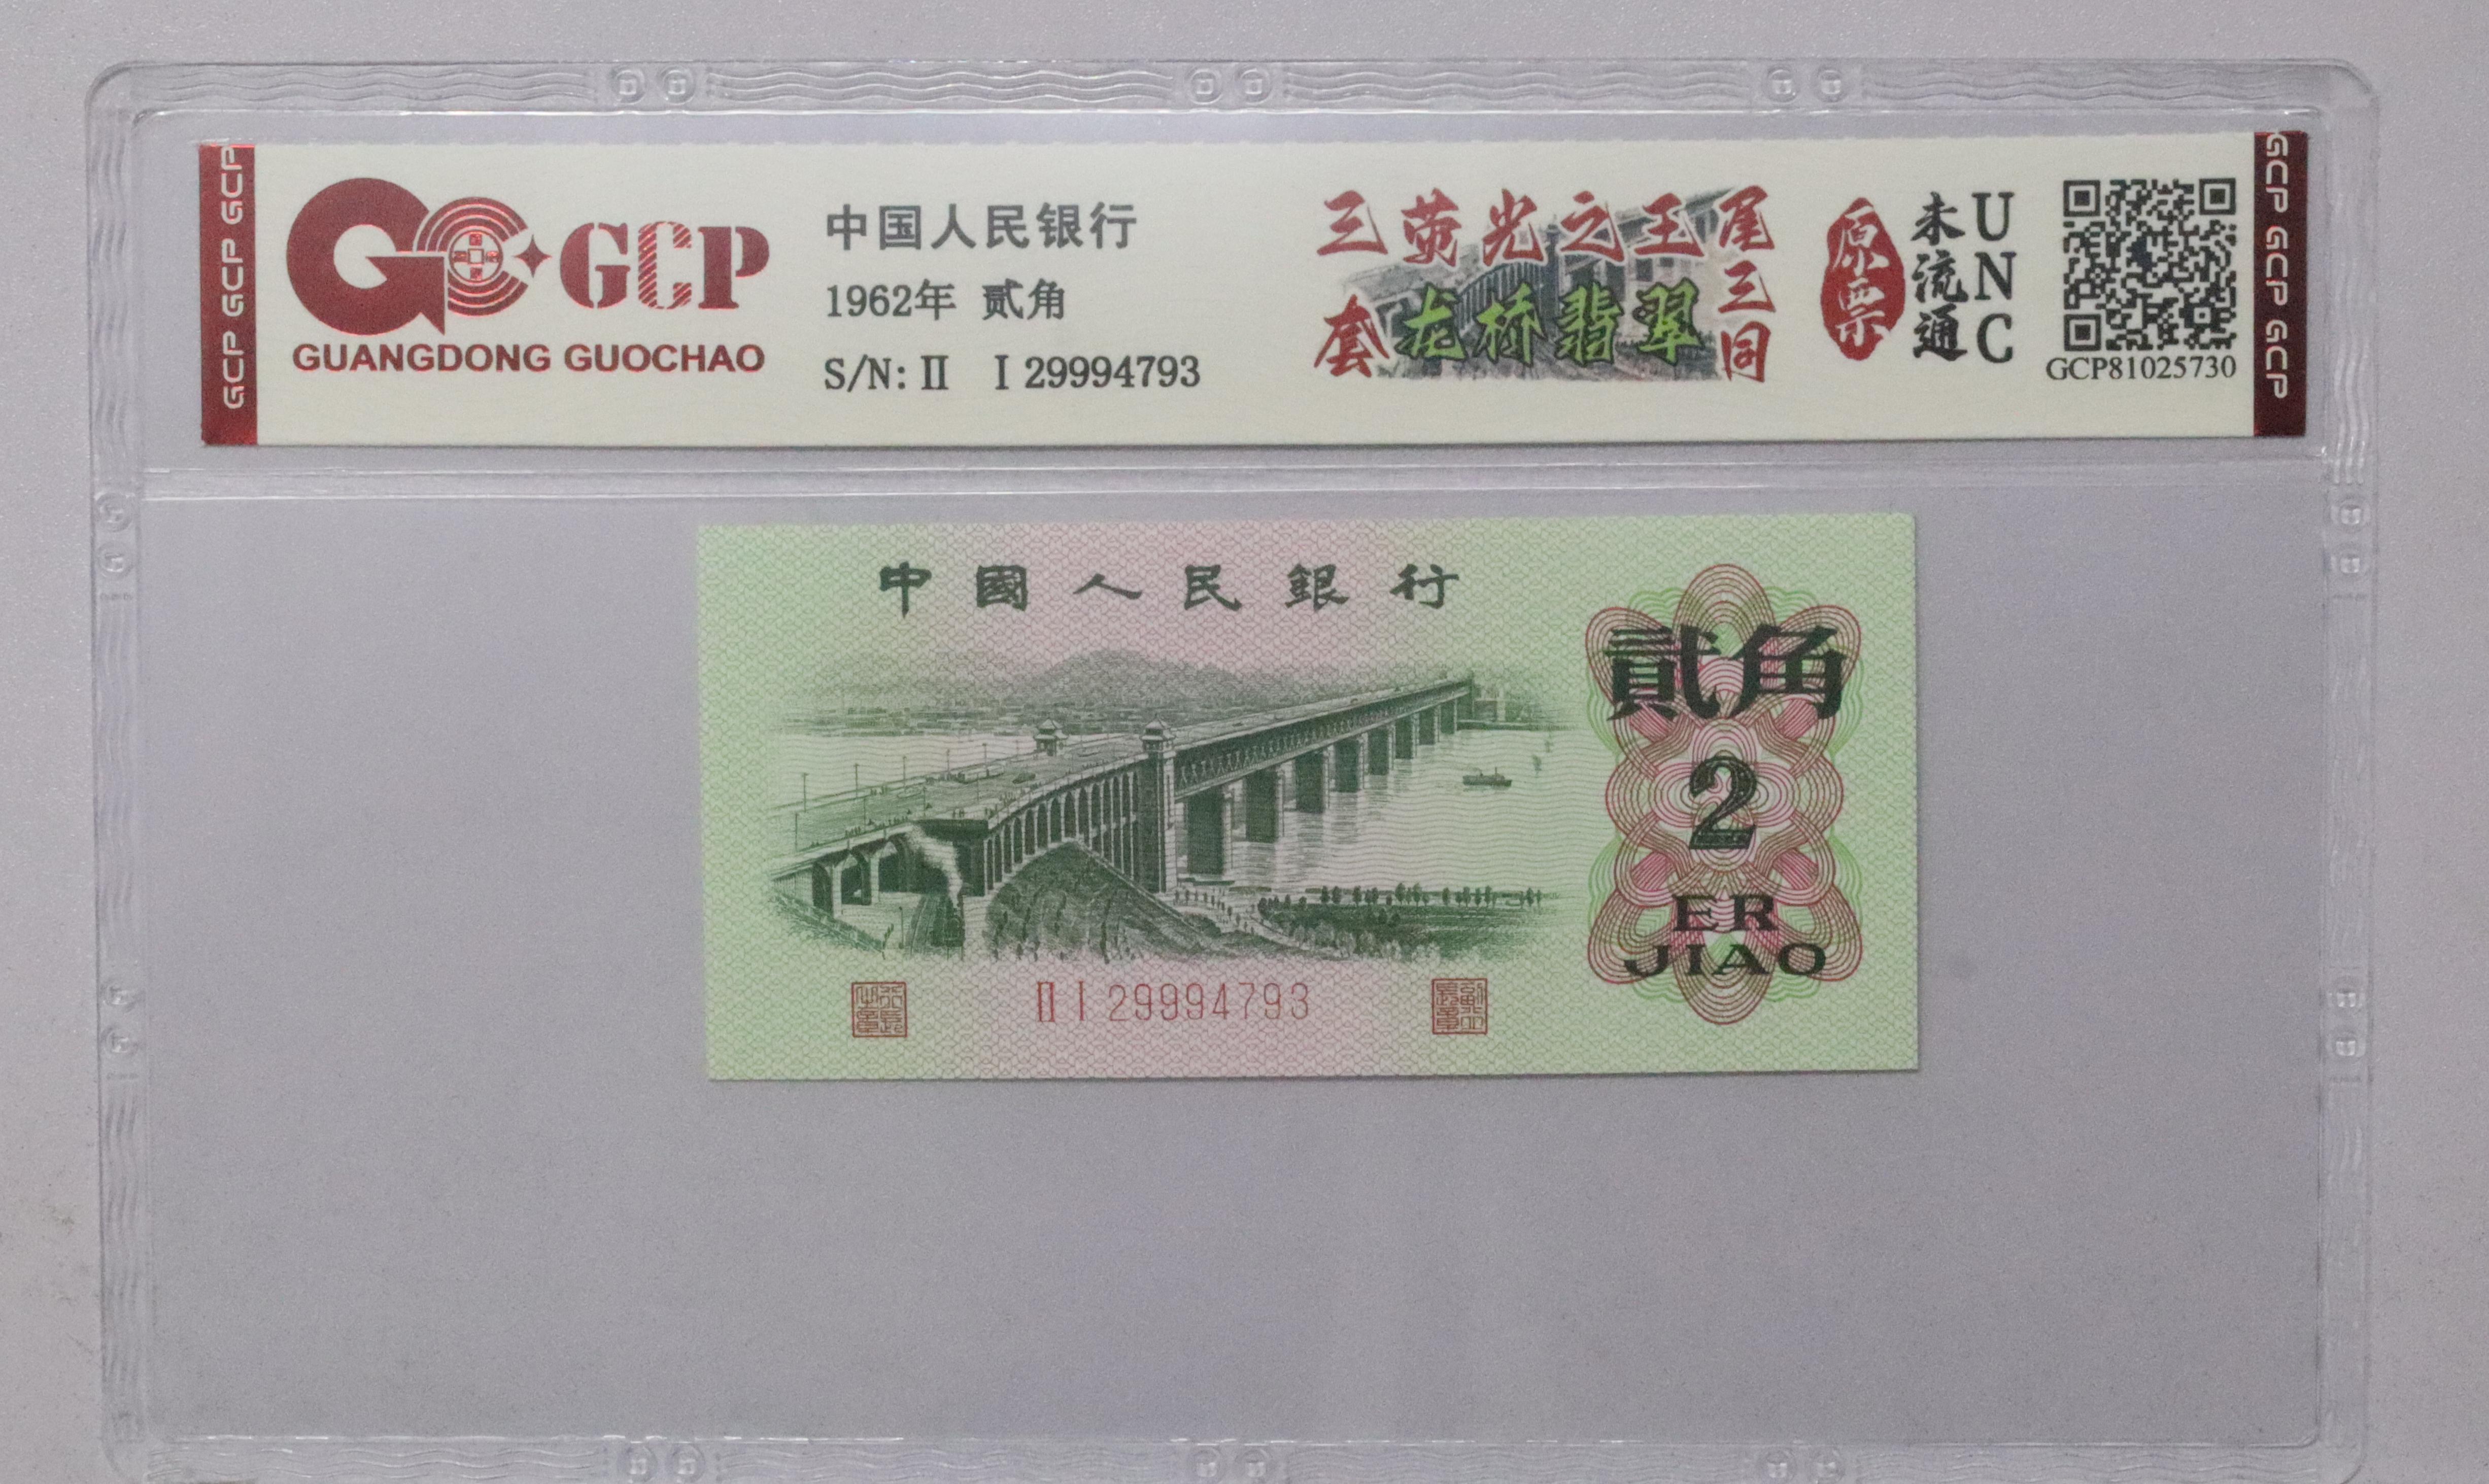 GCP GCP GCP
GCP
GUANGDONG GUOCHAO
中国人民银行
1962年 贰角
S/N: II I 29994793
三荧光之王
套龙桥翡翠
尾三同
原票
未流通
UNC
GCP81025730
GCP GCP GCP
中國人民銀行
貳角
2
ER
JIAO
II I 29994793